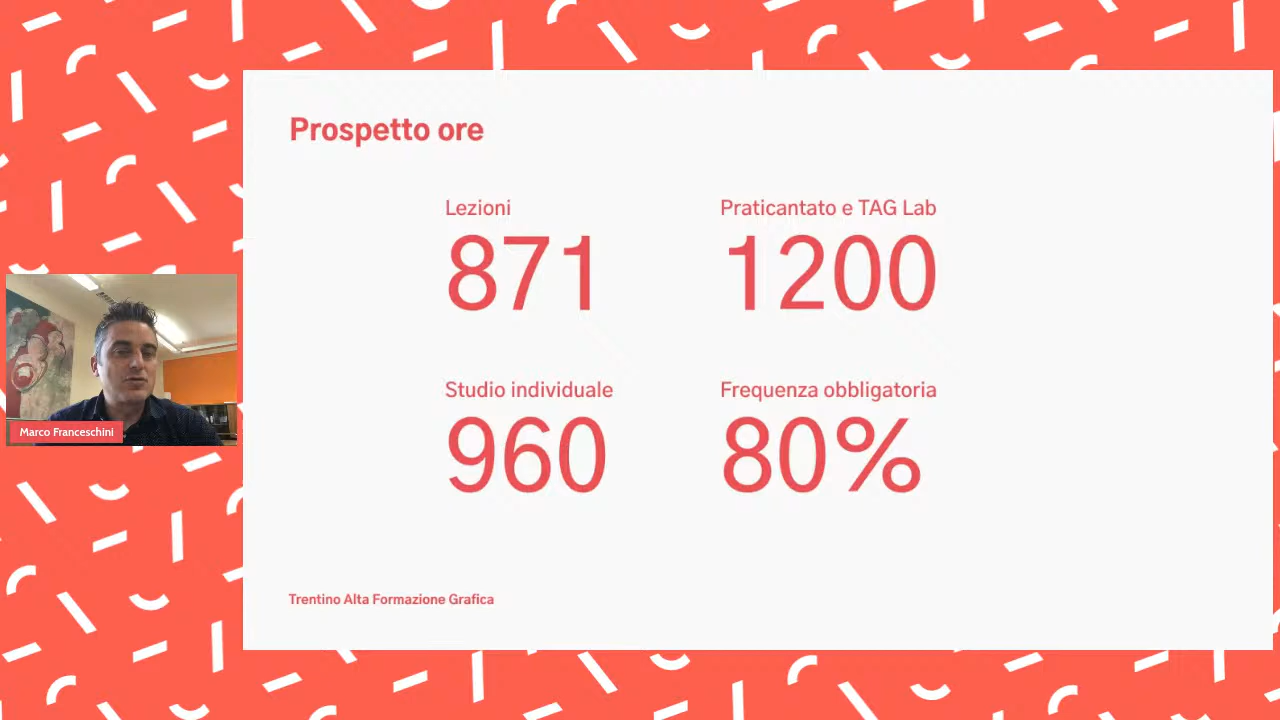 Prospetto ore
Lezioni
871
Praticantato e TAG Lab
1200
Studio individuale
960
Frequenza obbligatoria
80%
Marco Franceschini
Trentino Alta Formazione Grafica